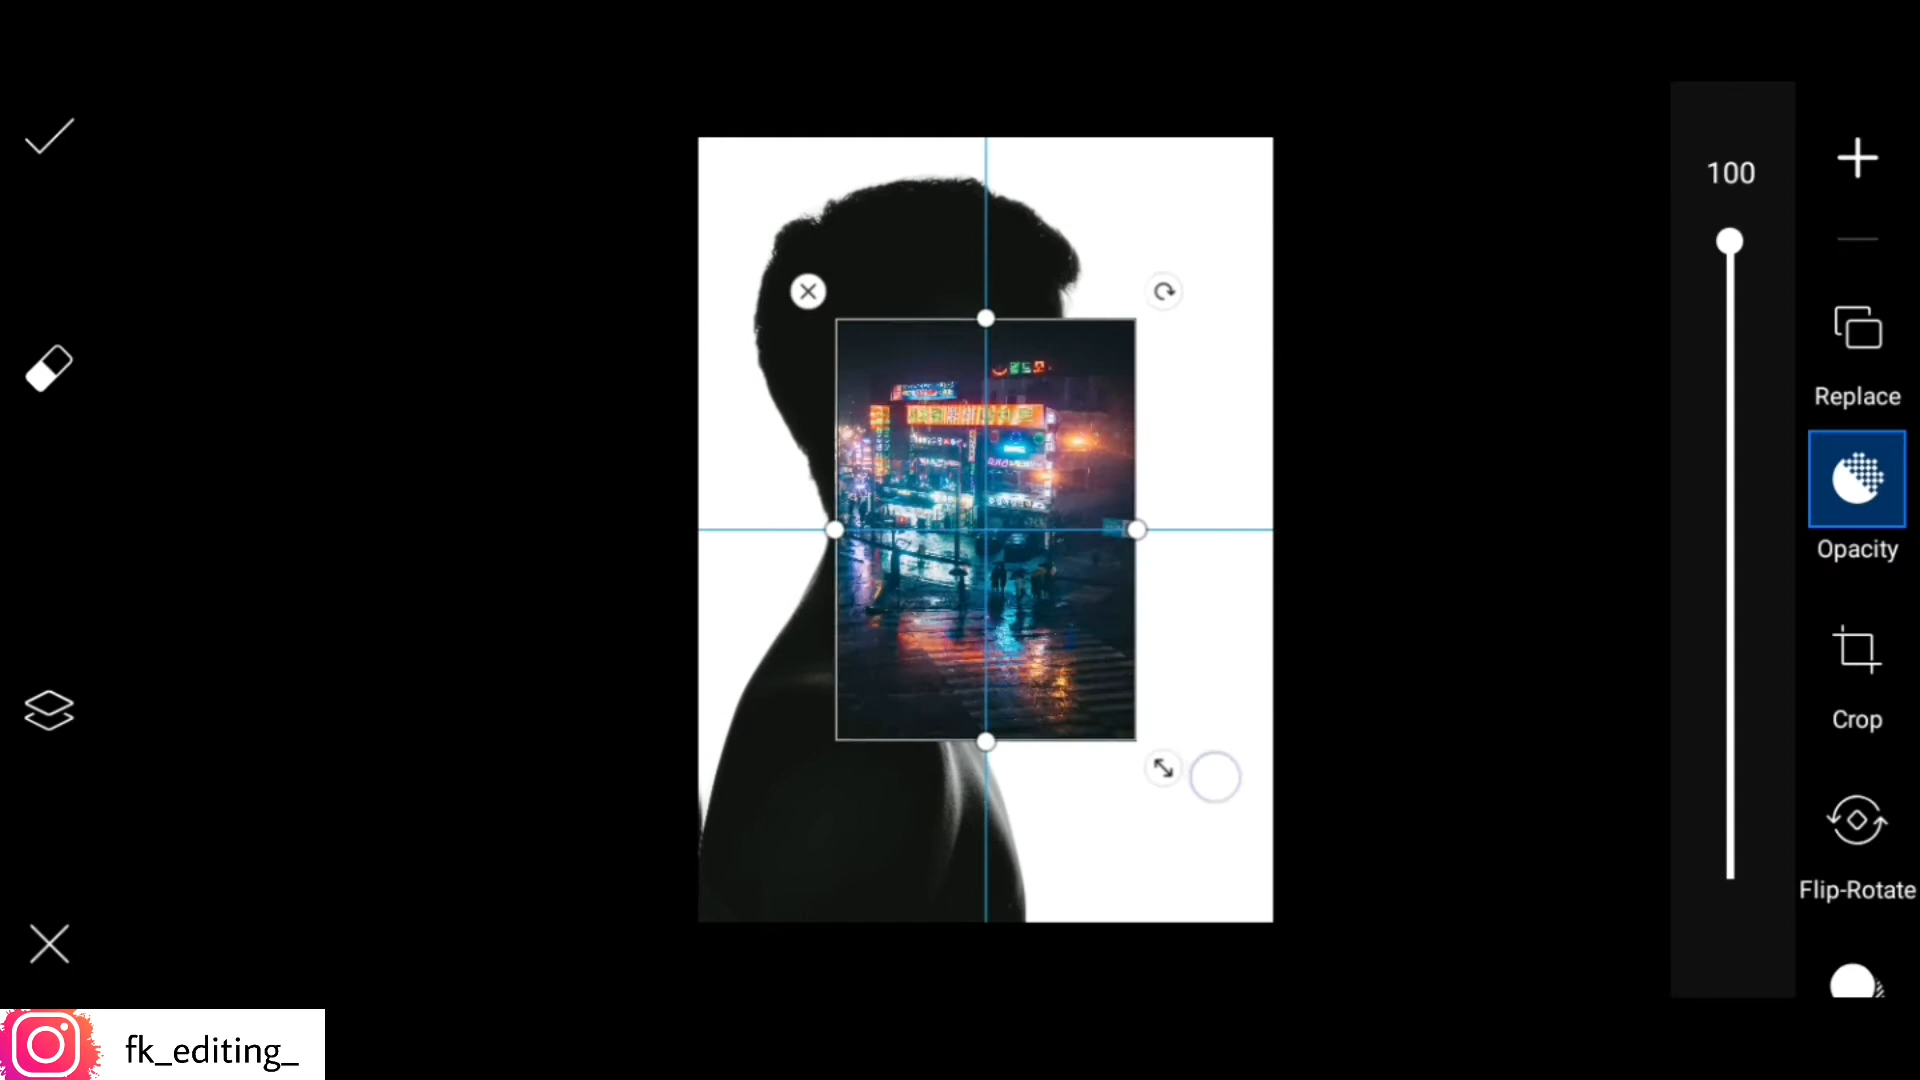 100
Replace
Opacity
Crop
Flip-Rotate
fk_editing_